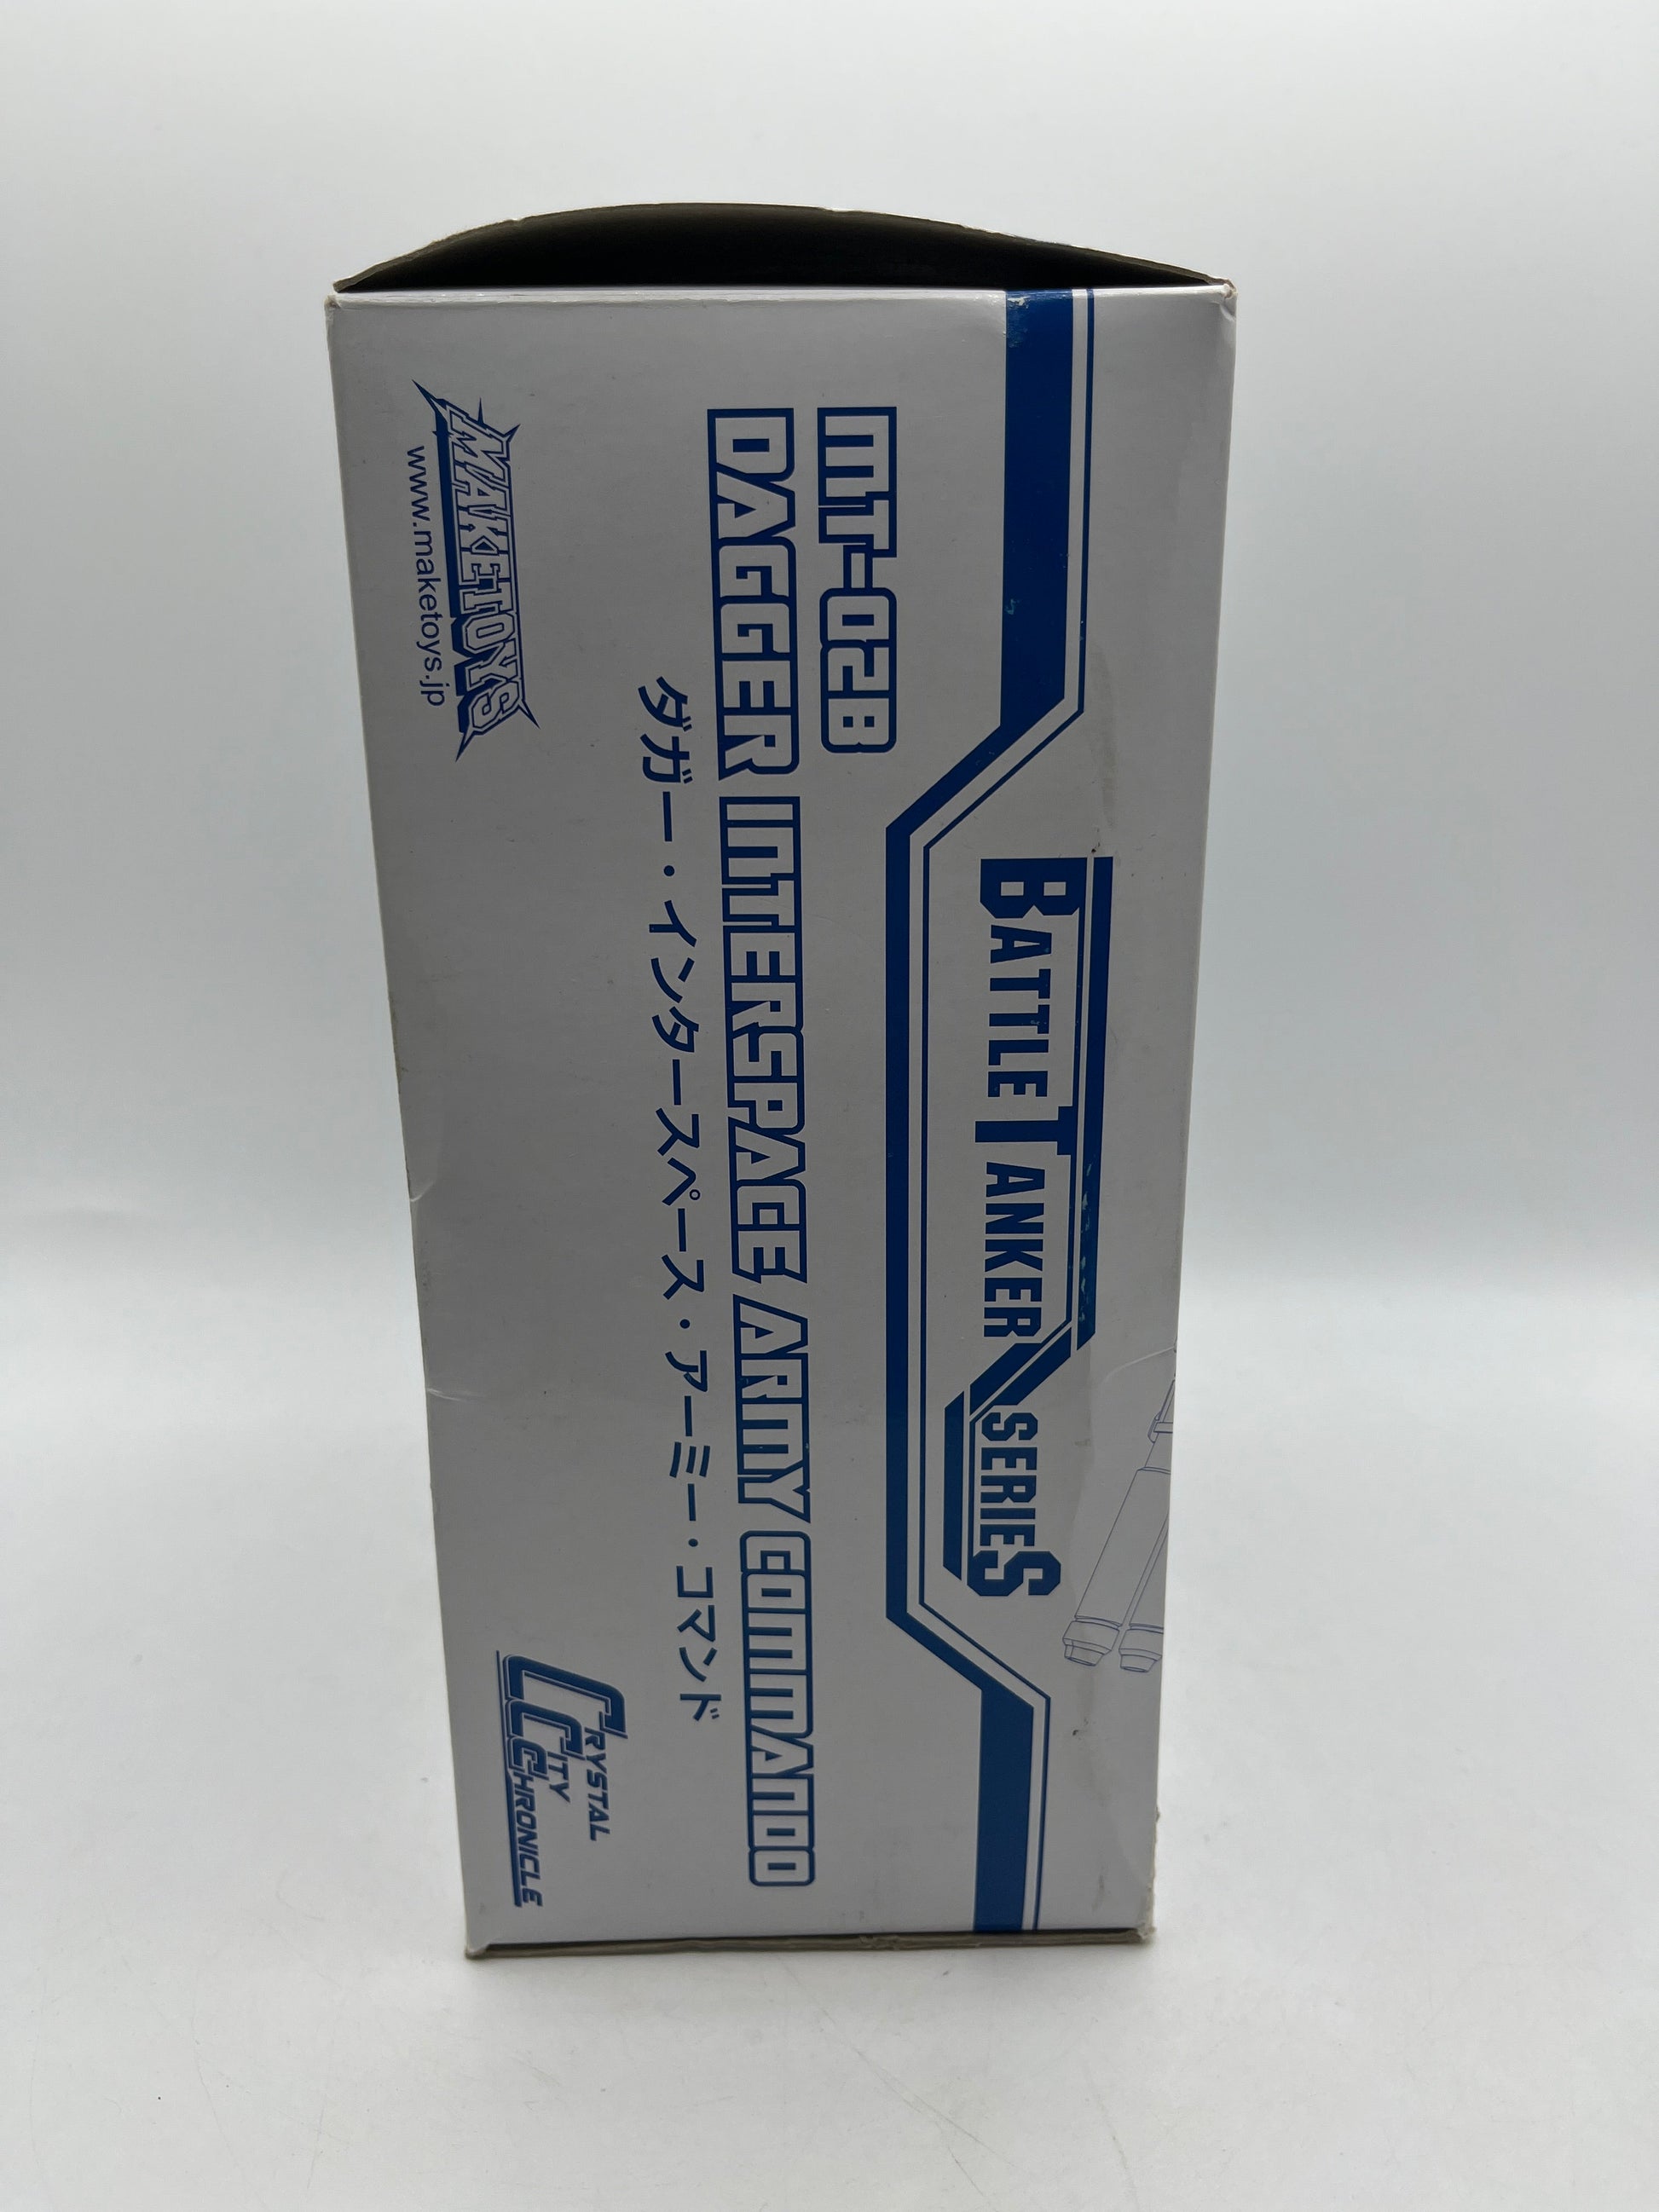 BATTLE TANKER SERIES
MT-02B
DAGGER INTERSPACE ARMY COMMANDO
ダガー・インタースペース・アーミー・コマンド
MAKETOYS
www.maketoys.jp
CRYSTAL
CITY
CHRONICLE